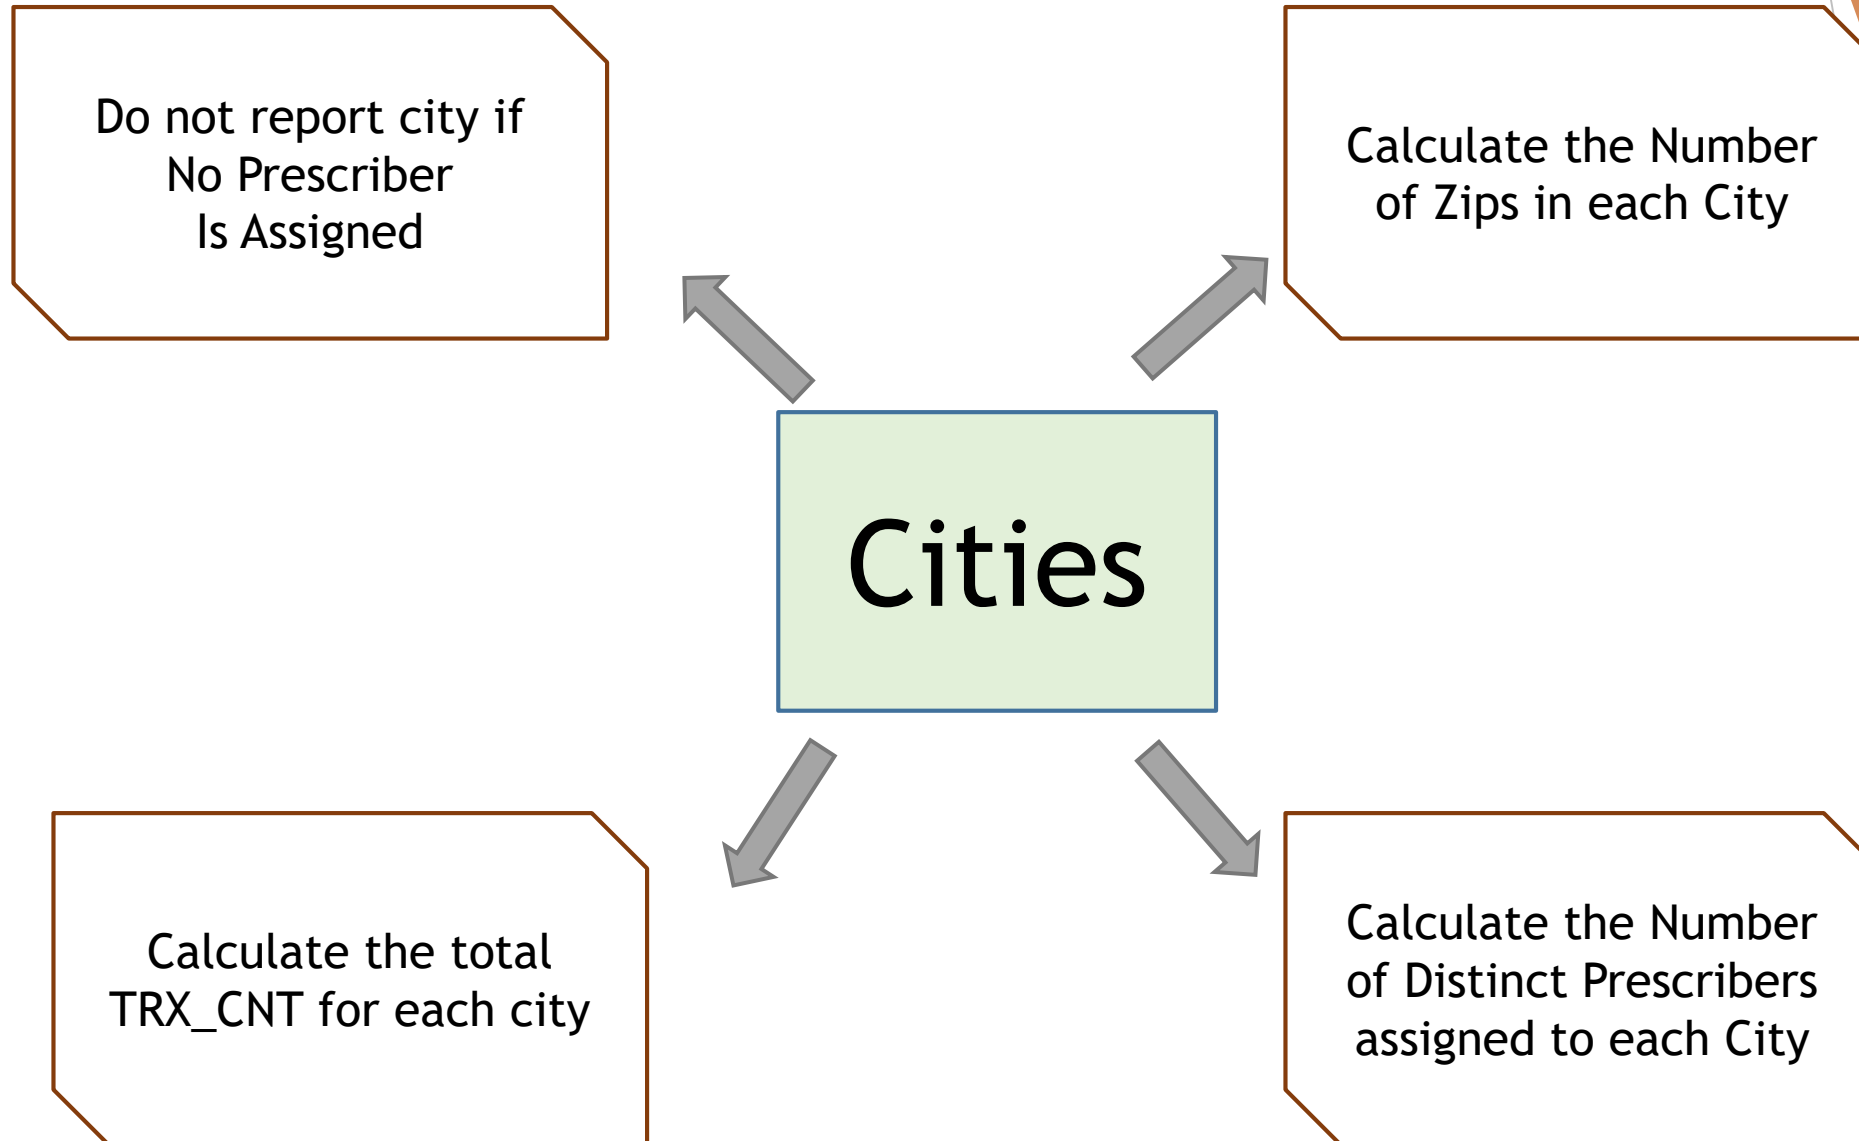 Do not report city if
No Prescriber
Is Assigned
Calculate the Number
of Zips in each City
Cities
Calculate the total
TRX_CNT for each city
Calculate the Number
of Distinct Prescribers
assigned to each City